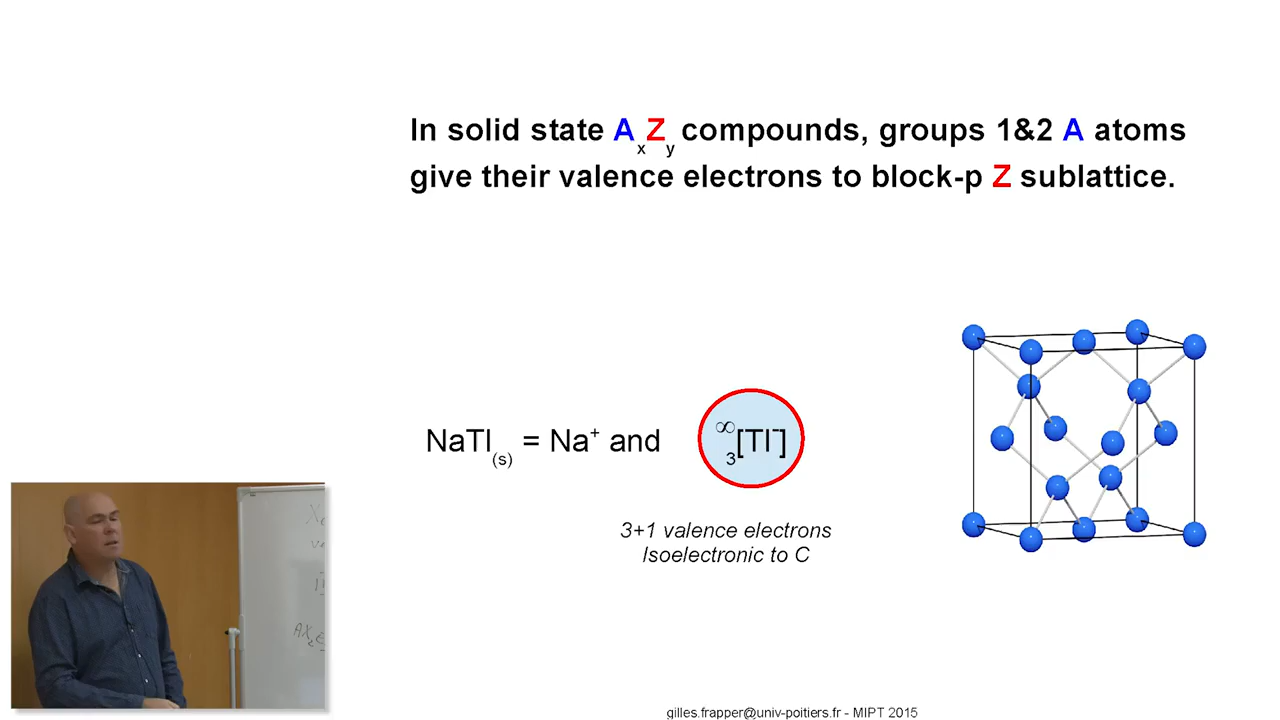 In solid state AxZy compounds, groups 1&2 A atoms
give their valence electrons to block-p Z sublattice.
NaTl(s) = Na⁺ and ∞3[Tl⁻]
3+1 valence electrons
Isoelectronic to C
gilles.frapper@univ-poitiers.fr - MIPT 2015